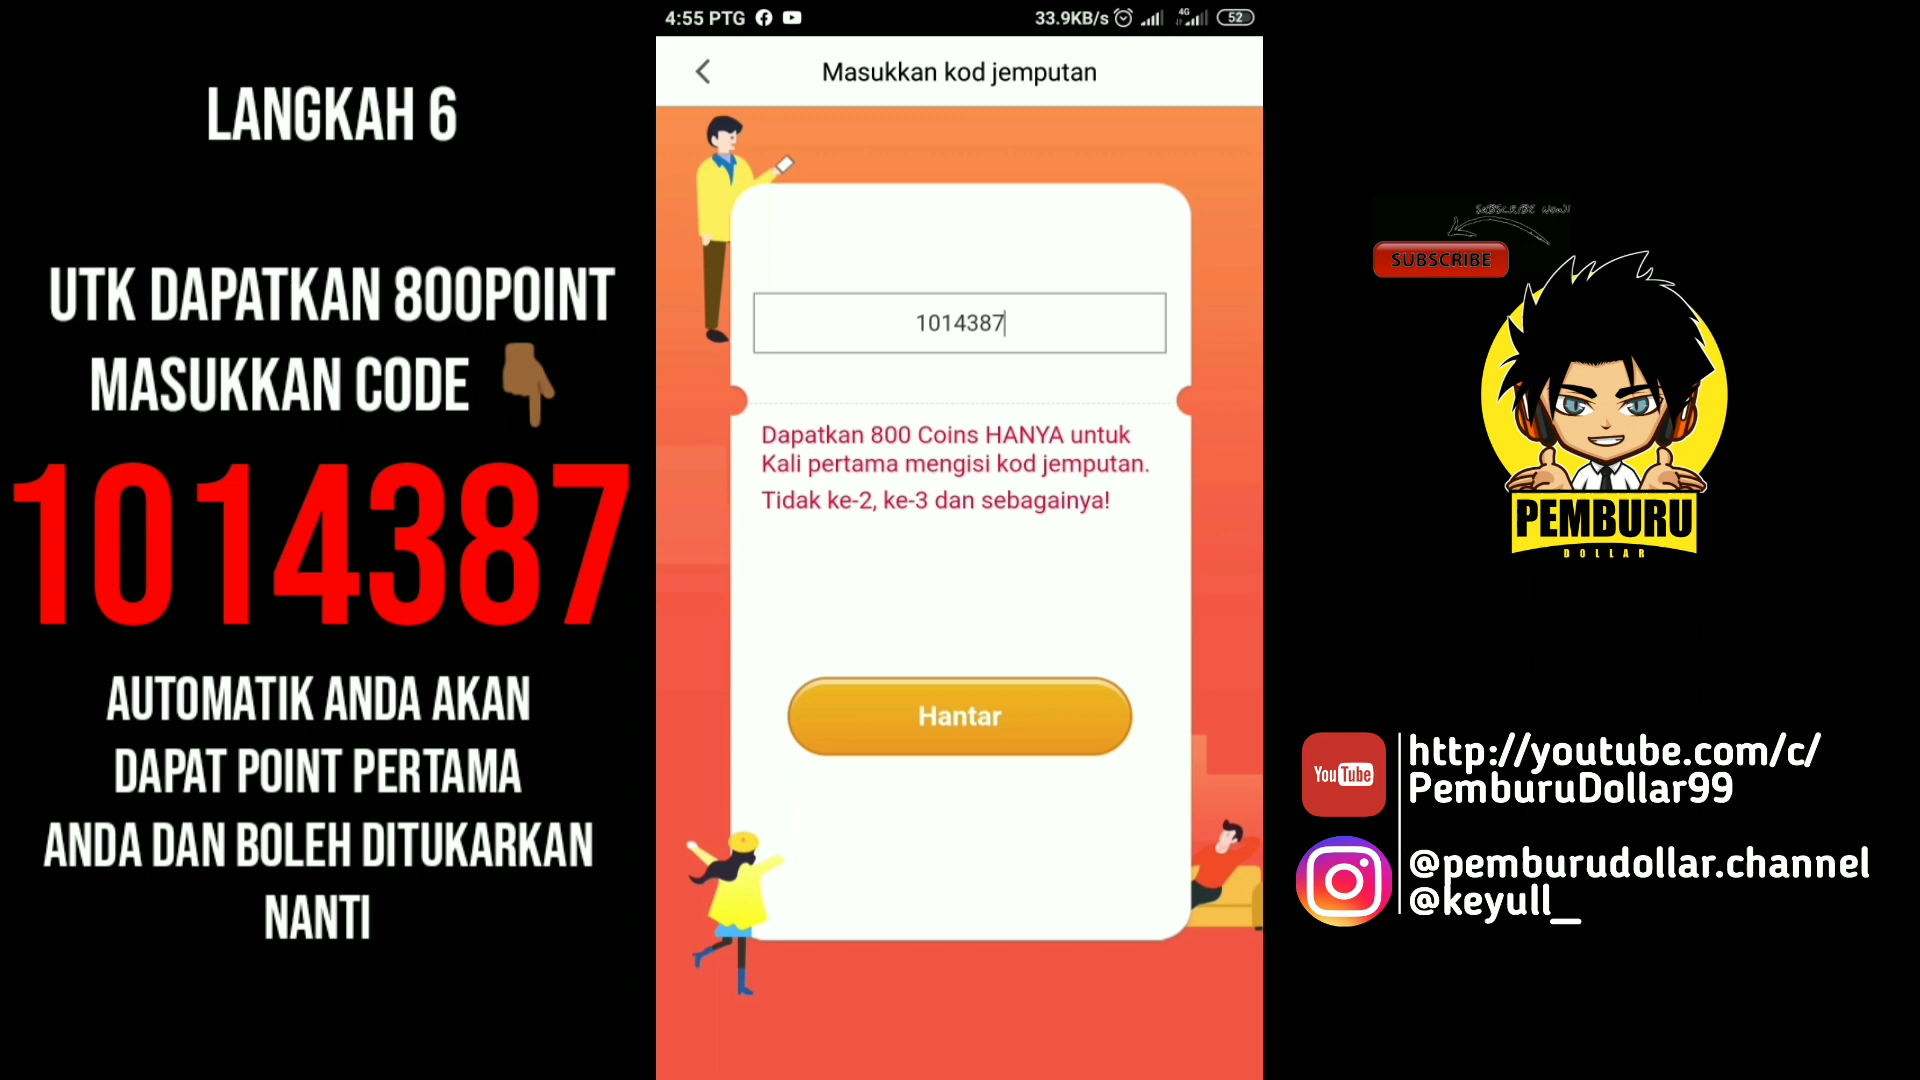 LANGKAH 6
UTK DAPATKAN 800POINT
MASUKKAN CODE
1014387
AUTOMATIK ANDA AKAN
DAPAT POINT PERTAMA
ANDA DAN BOLEH DITUKARKAN
NANTI
4:55 PTG
33.9KB/s
4G
52
Masukkan kod jemputan
1014387
Dapatkan 800 Coins HANYA untuk
Kali pertama mengisi kod jemputan.
Tidak ke-2, ke-3 dan sebagainya!
Hantar
SUBSCRIBE NOW!!
SUBSCRIBE
PEMBURU
DOLLAR
YouTube
http://youtube.com/c/
PemburuDollar99
@pemburudollar.channel
@keyull_